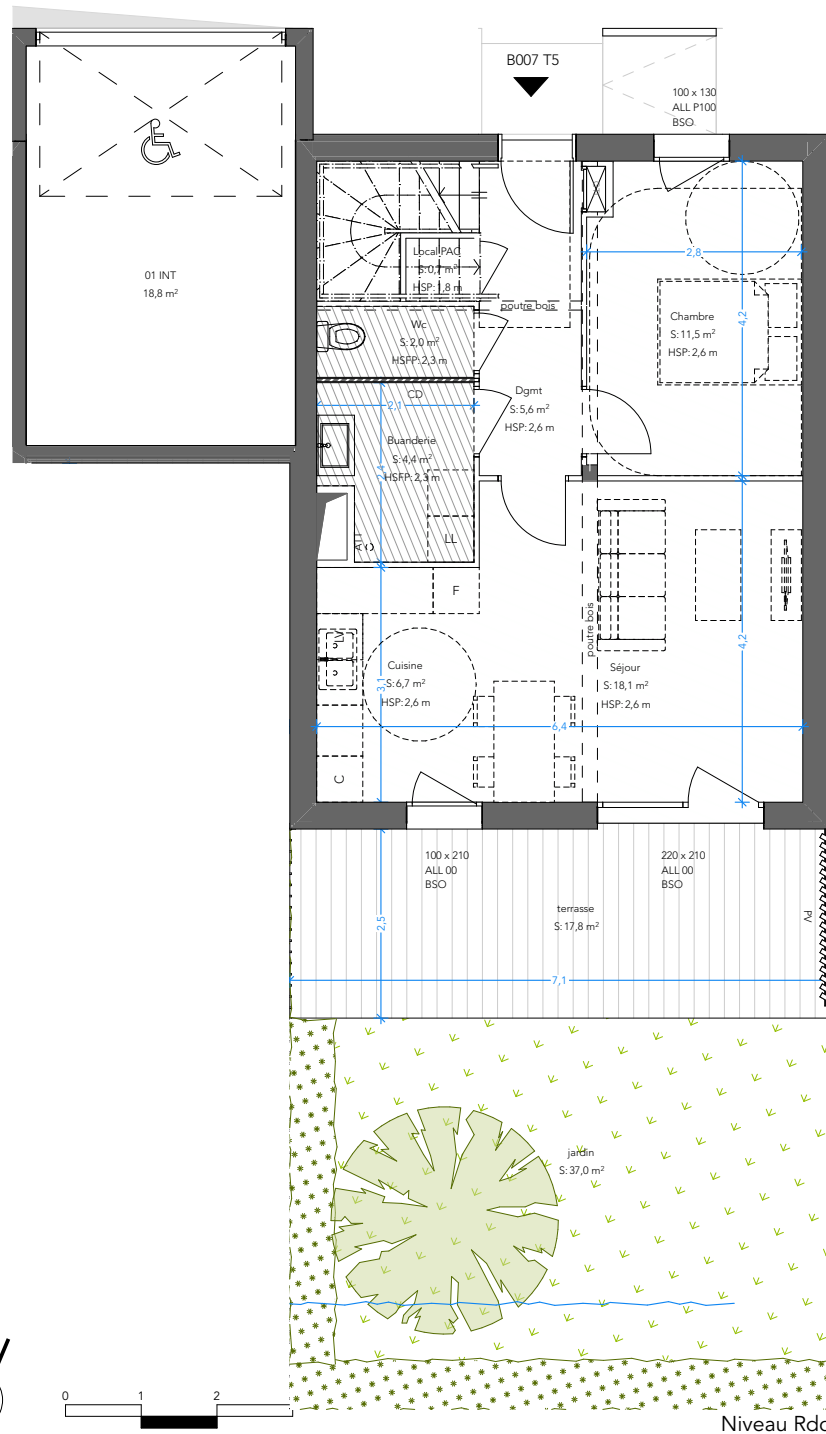 B007 T5
100 x 130
ALL P100
BSO
01 INT
18,8 m²
Local PAC
S:0,7 m²
HSP:1,8 m
poutre bois
2,8
4,2
Chambre
S:11,5 m²
HSP:2,6 m
Wc
S:2,0 m²
HSFP:2,3 m
Dgmt
S:5,6 m²
HSP:2,6 m
CD
2,1
Buanderie
S:4,4 m²
HSFP:2,3 m
2,4
LL
F
poutre bois
4,2
LV
Cuisine
S:6,7 m²
HSP:2,6 m
3,1
Séjour
S:18,1 m²
HSP:2,6 m
6,4
C
100 x 210
ALL 00
BSO
220 x 210
ALL 00
BSO
terrasse
S:17,8 m²
PV
2,5
7,1
jardin
S:37,0 m²
0 1 2
Niveau Rdc